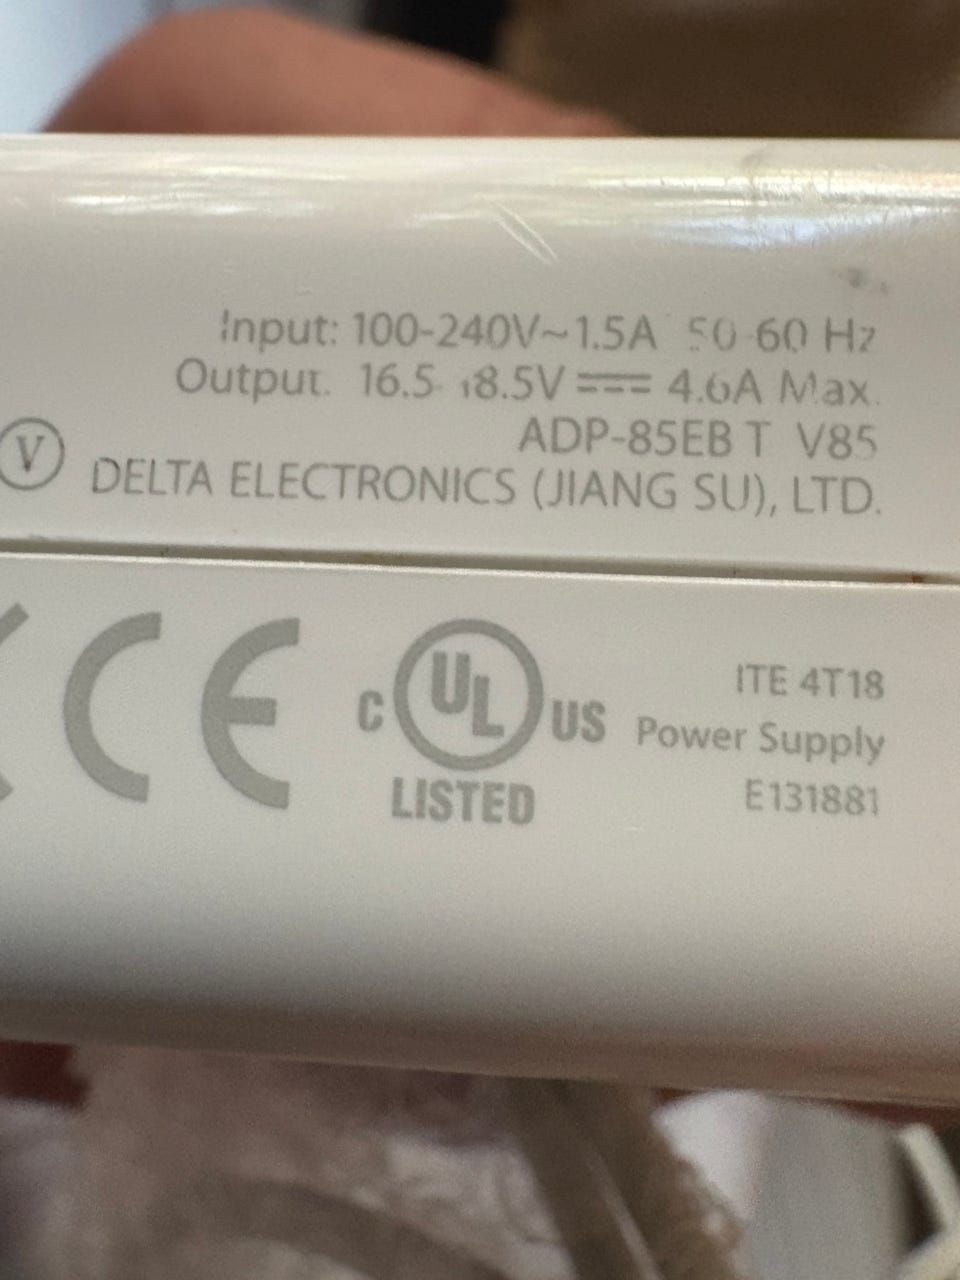 Input: 100-240V~1.5A 50-60 Hz
Output: 16.5-18.5V ⎓ 4.6A Max.
ADP-85EB T V85
V
DELTA ELECTRONICS (JIANG SU), LTD.
CE
C UL US
LISTED
ITE 4T18
Power Supply
E131881